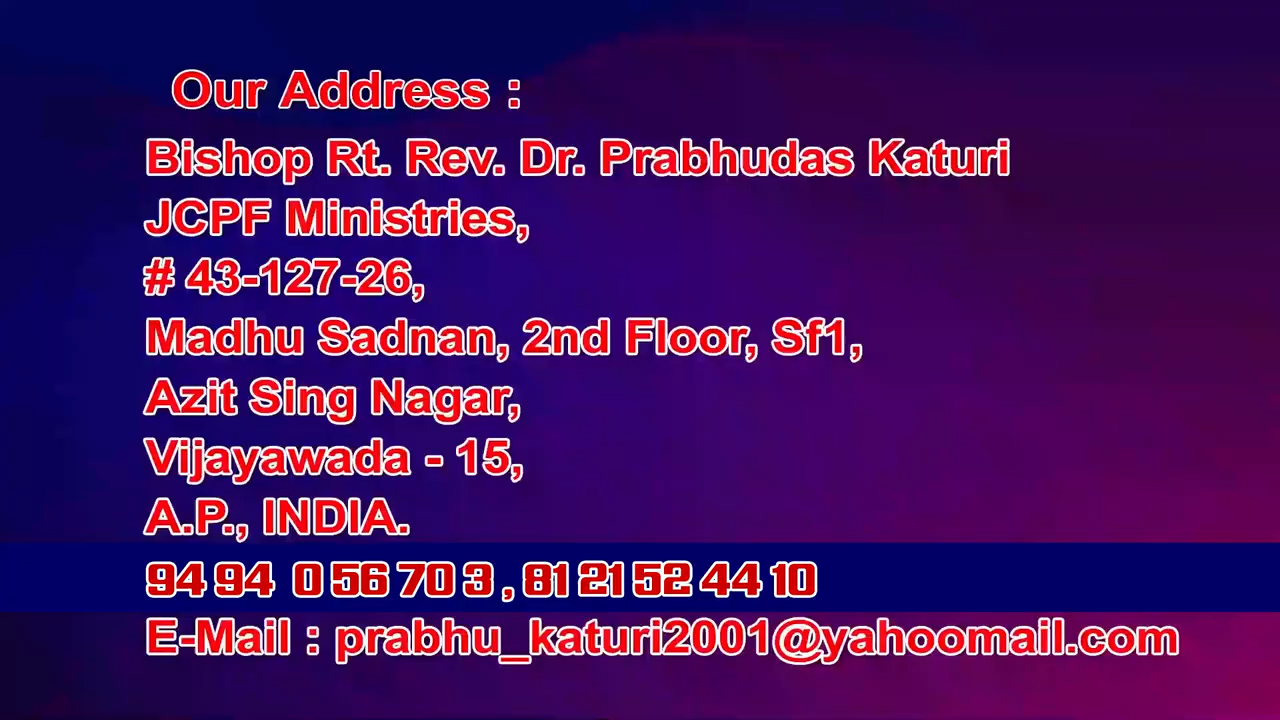 Our Address :
Bishop Rt. Rev. Dr. Prabhudas Katuri
JCPF Ministries,
# 43-127-26,
Madhu Sadnan, 2nd Floor, Sf1,
Azit Sing Nagar,
Vijayawada - 15,
A.P., INDIA.
94 94 0 56 70 3 , 81 21 52 44 10
E-Mail : prabhu_katuri2001@yahoomail.com